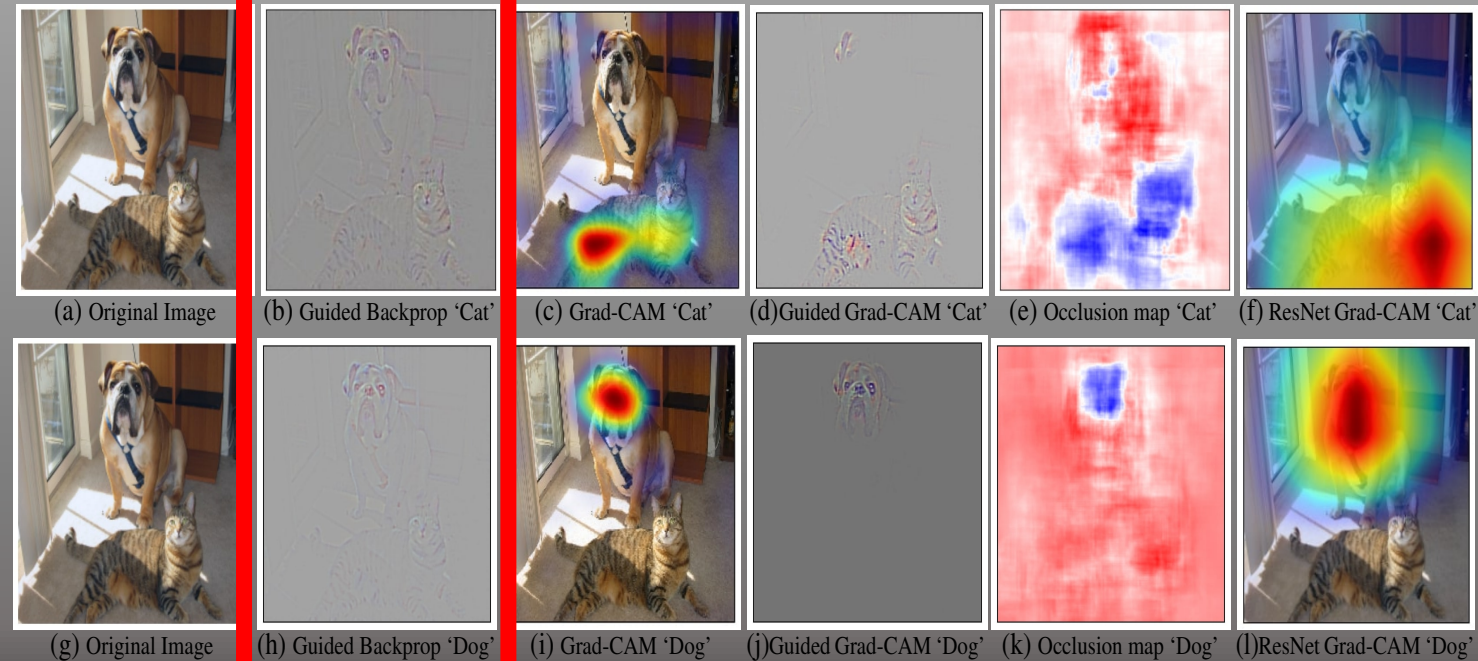 (a) Original Image (b) Guided Backprop ‘Cat’ (c) Grad-CAM ‘Cat’ (d)Guided Grad-CAM ‘Cat’ (e) Occlusion map ‘Cat’ (f) ResNet Grad-CAM ‘Cat’
(g) Original Image (h) Guided Backprop ‘Dog’ (i) Grad-CAM ‘Dog’ (j)Guided Grad-CAM ‘Dog’ (k) Occlusion map ‘Dog’ (l)ResNet Grad-CAM ‘Dog’